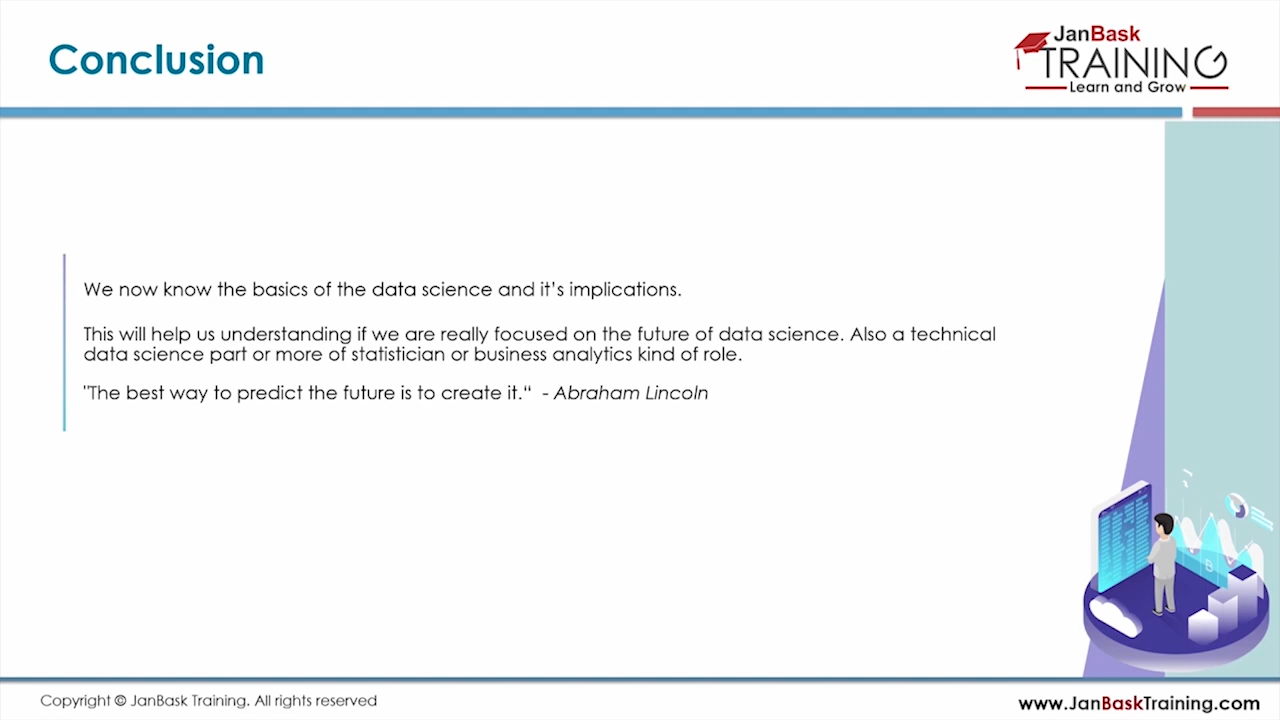 Conclusion
JanBask
TRAINING
Learn and Grow
We now know the basics of the data science and it’s implications.
This will help us understanding if we are really focused on the future of data science. Also a technical
data science part or more of statistician or business analytics kind of role.
"The best way to predict the future is to create it.“ - Abraham Lincoln
B
Copyright © JanBask Training. All rights reserved
www.JanBaskTraining.com